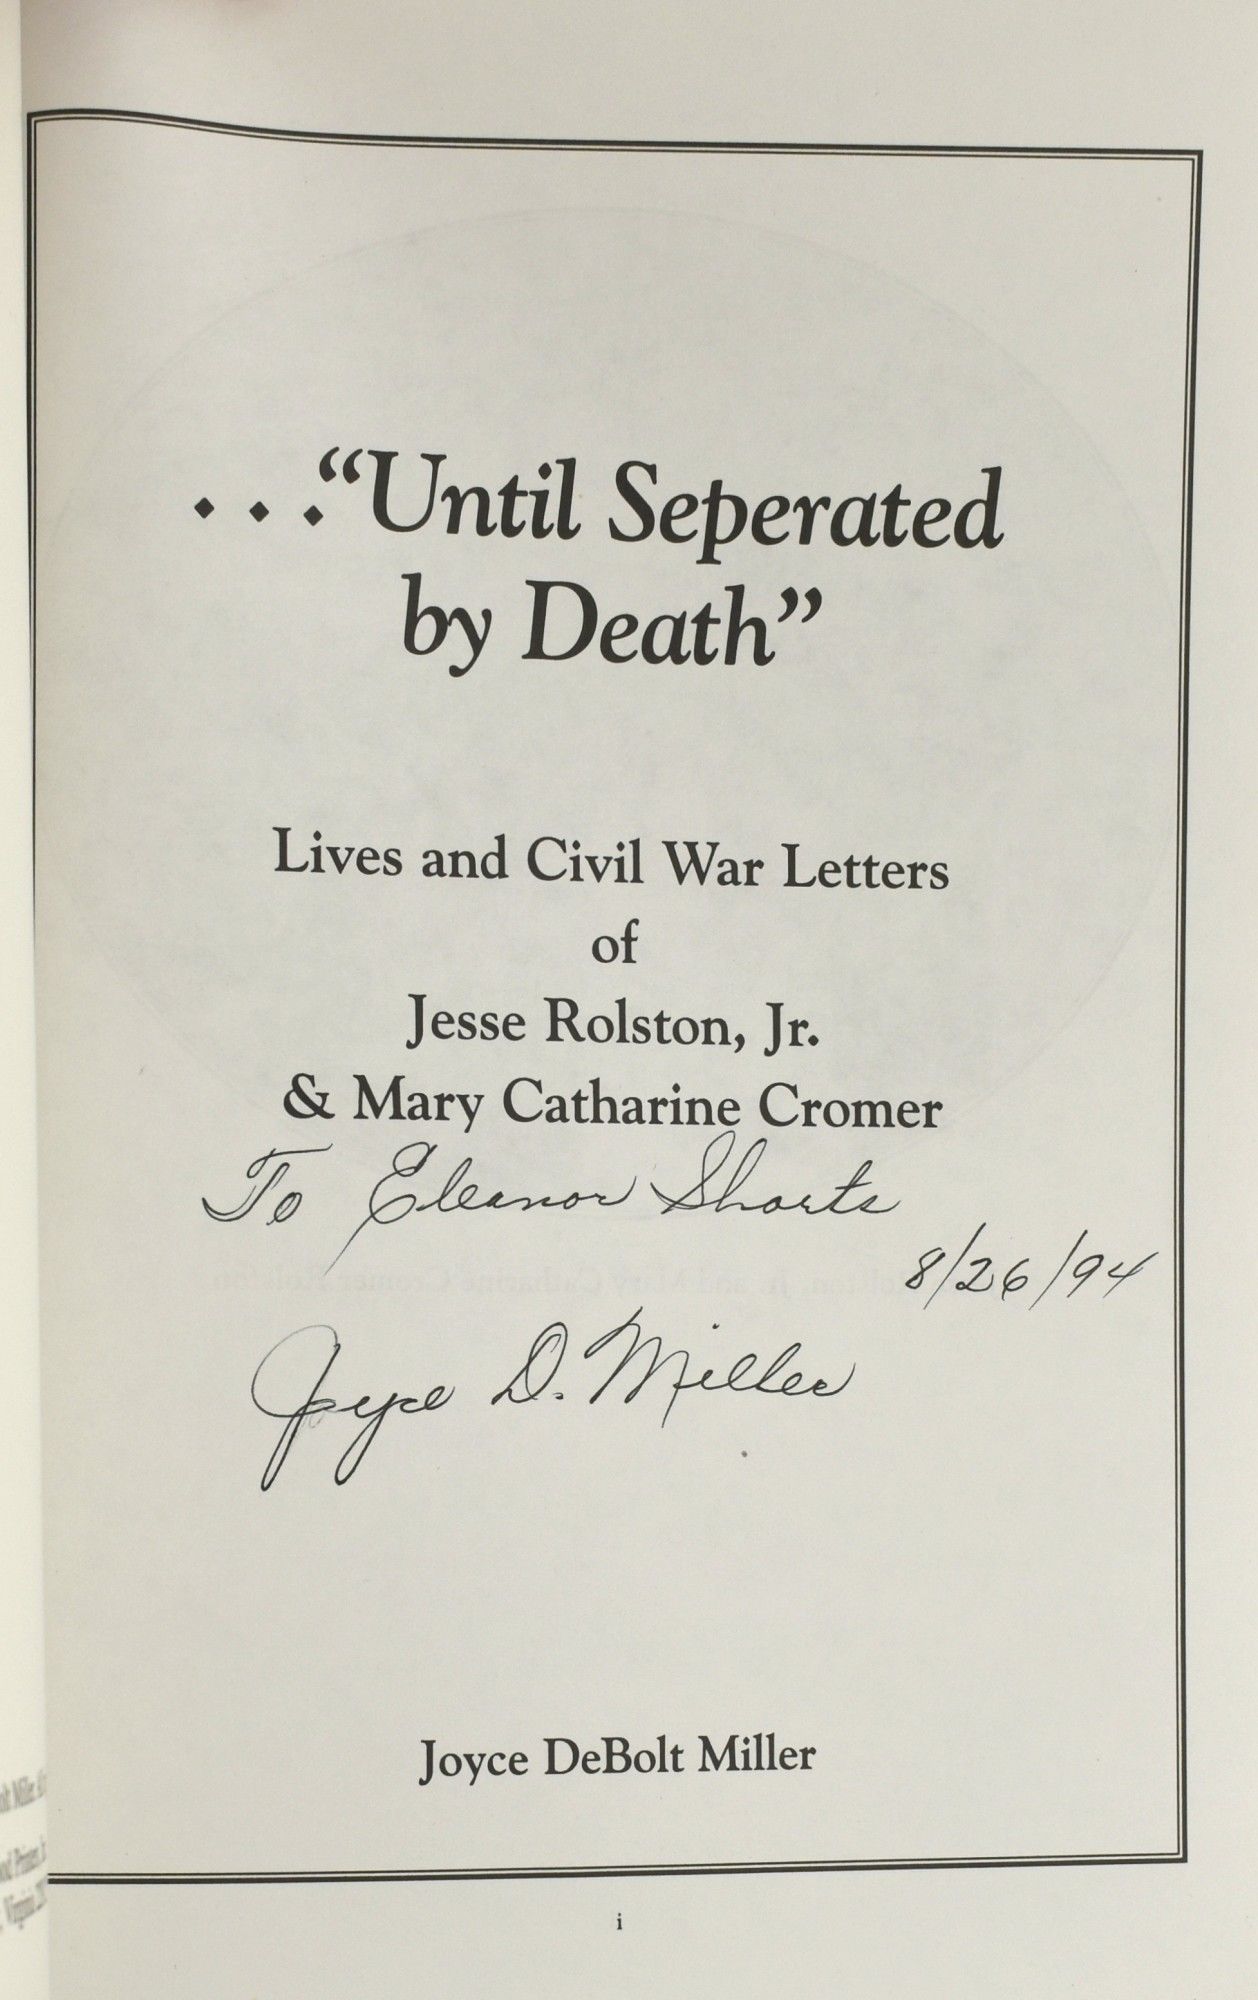 ..."Until Seperated
by Death"
Lives and Civil War Letters
of
Jesse Rolston, Jr.
& Mary Catharine Cromer
To Eleanor Shorts
8/26/94
Joyce D. Miller
Joyce DeBolt Miller
i